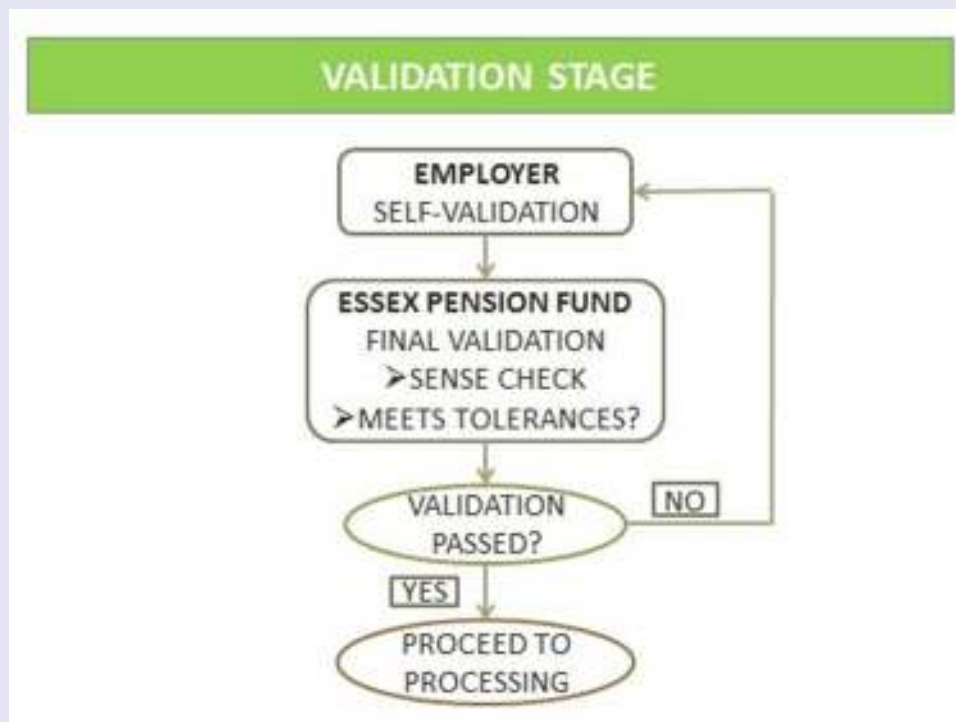 VALIDATION STAGE
EMPLOYER
SELF-VALIDATION
ESSEX PENSION FUND
FINAL VALIDATION
➢SENSE CHECK
➢MEETS TOLERANCES?
VALIDATION
PASSED?
NO
YES
PROCEED TO
PROCESSING